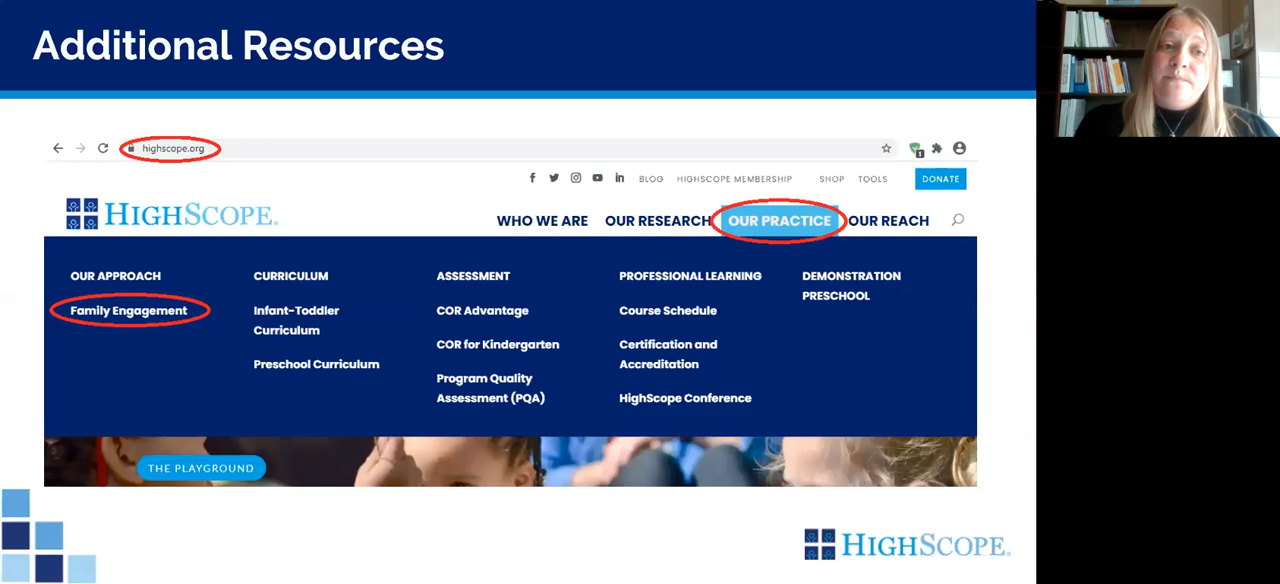 Additional Resources
highscope.org
1
BLOG HIGHSCOPE MEMBERSHIP SHOP TOOLS DONATE
HIGHSCOPE®
WHO WE ARE OUR RESEARCH OUR PRACTICE OUR REACH
OUR APPROACH
Family Engagement
CURRICULUM
Infant-Toddler
Curriculum
Preschool Curriculum
ASSESSMENT
COR Advantage
COR for Kindergarten
Program Quality
Assessment (PQA)
PROFESSIONAL LEARNING
Course Schedule
Certification and
Accreditation
HighScope Conference
DEMONSTRATION
PRESCHOOL
THE PLAYGROUND
HIGHSCOPE®